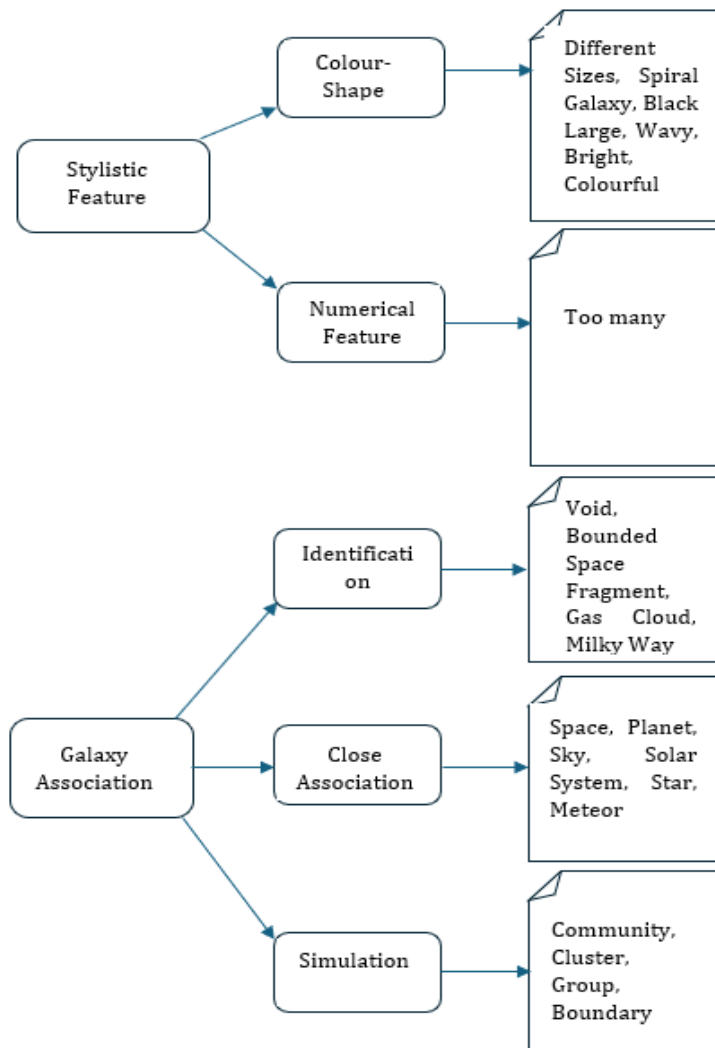 Colour-
Shape
Different
Sizes, Spiral
Galaxy, Black
Large, Wavy,
Bright,
Colourful
Stylistic
Feature
Numerical
Feature
Too many
Identificati
on
Void,
Bounded
Space
Fragment,
Gas Cloud,
Milky Way
Galaxy
Association
Close
Association
Space, Planet,
Sky, Solar
System, Star,
Meteor
Simulation
Community,
Cluster,
Group,
Boundary